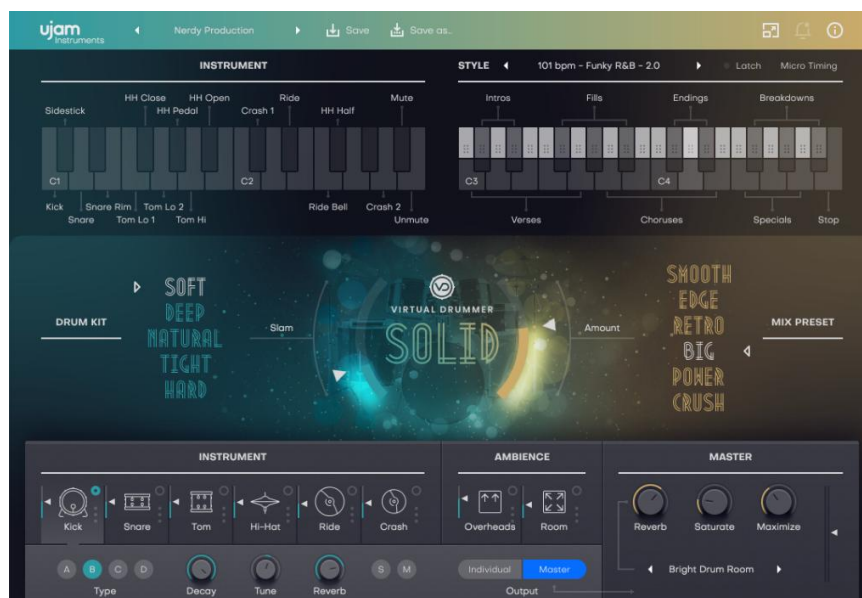 ujam
Instruments
Nerdy Production
Save
Save as..
INSTRUMENT
STYLE
101 bpm - Funky R&B - 2.0
Latch
Micro Timing
HH Close
HH Open
Ride
Mute
Sidestick
HH Pedal
Crash 1
HH Half
Intros
Fills
Endings
Breakdowns
C1
C2
C3
C4
Kick
Snare Rim
Tom Lo 2
Ride Bell
Crash 2
Snare
Tom Lo 1
Tom Hi
Unmute
Verses
Choruses
Specials
Stop
DRUM KIT
SOFT
DEEP
NATURAL
TIGHT
HARD
Slam
VD
VIRTUAL DRUMMER
SOLID
Amount
SMOOTH
EDGE
RETRO
BIG
POWER
CRUSH
MIX PRESET
INSTRUMENT
AMBIENCE
MASTER
Kick
Snare
Tom
Hi-Hat
Ride
Crash
Overheads
Room
Reverb
Saturate
Maximize
A
B
C
D
Type
Decay
Tune
Reverb
S
M
Individual
Master
Output
Bright Drum Room